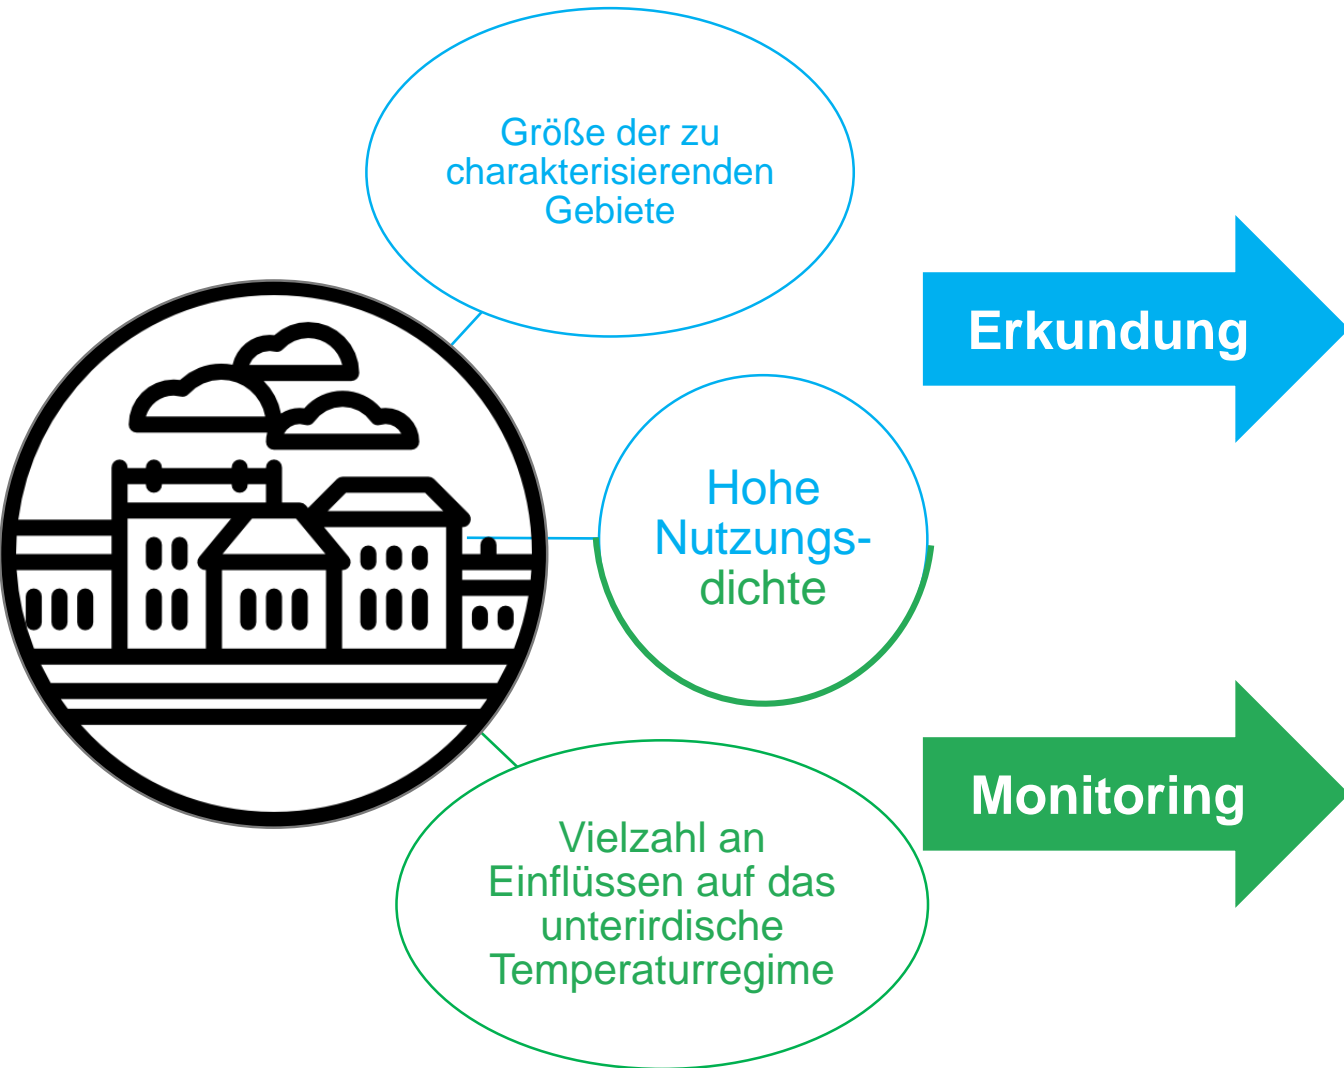 Größe der zu
charakterisierenden
Gebiete
Erkundung
Hohe
Nutzungs-
dichte
Monitoring
Vielzahl an
Einflüssen auf das
unterirdische
Temperaturregime